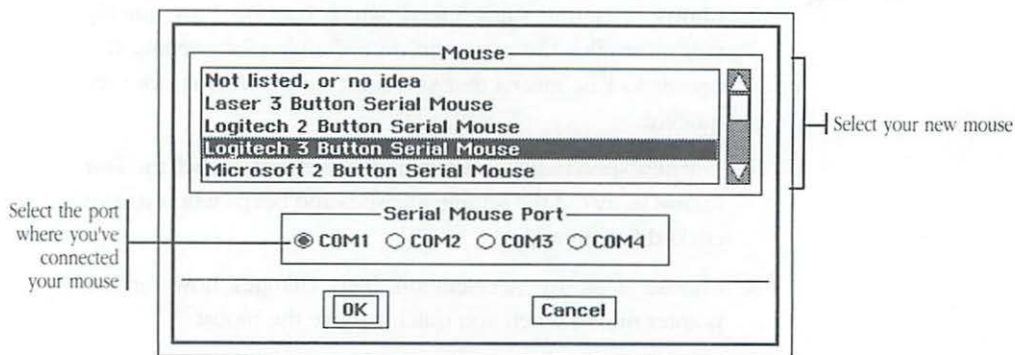 Mouse
Not listed, or no idea
Laser 3 Button Serial Mouse
Logitech 2 Button Serial Mouse
Logitech 3 Button Serial Mouse
Microsoft 2 Button Serial Mouse
Select your new mouse
Select the port
where you've
connected
your mouse
Serial Mouse Port
COM1 COM2 COM3 COM4
OK Cancel